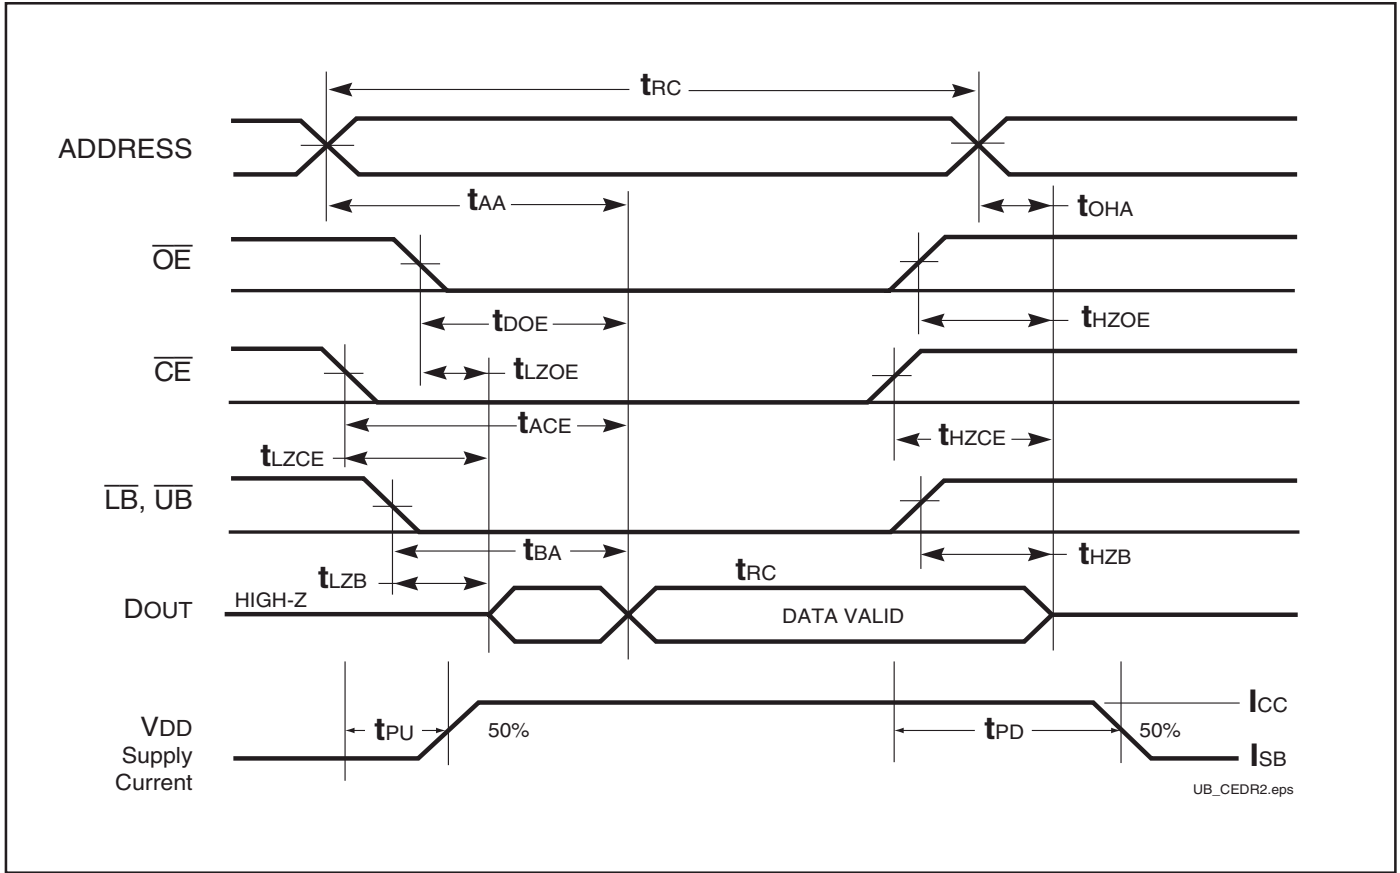 tRC
ADDRESS
tAA
tOHA
OE
tDOE
tHZOE
CE
tLZOE
tACE
tHZCE
tLZCE
LB, UB
tBA
tHZB
tLZB
tRC
DOUT
HIGH-Z
DATA VALID
VDD
Supply
Current
tPU
50%
tPD
50%
ICC
ISB
UB_CEDR2.eps